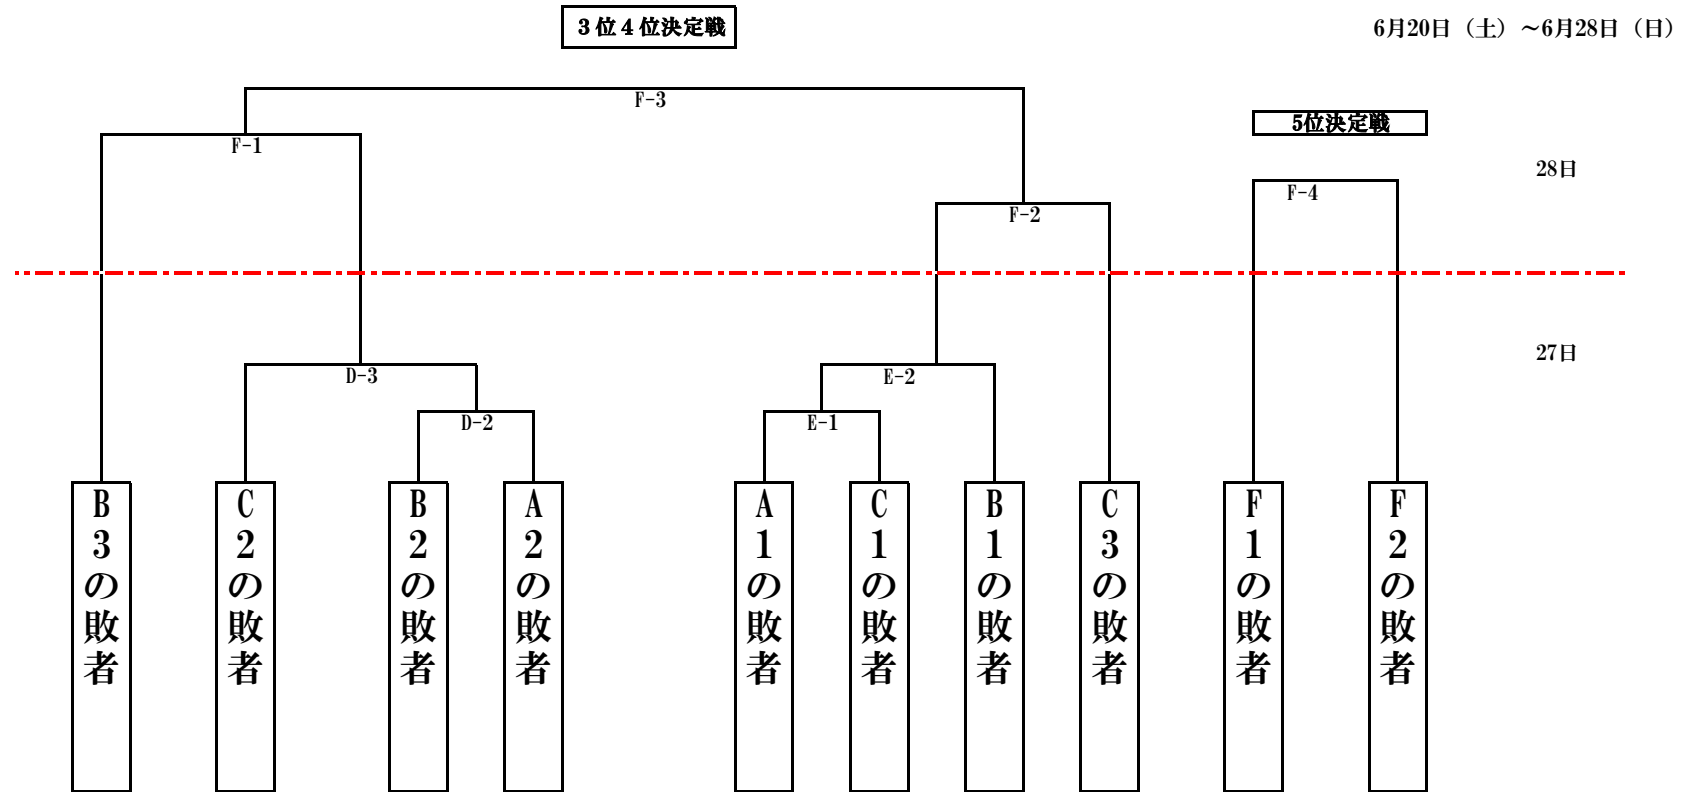 ３位４位決定戦
6月20日（土）～6月28日（日）
F-3
5位決定戦
F-1
28日
F-4
F-2
27日
D-3
E-2
D-2
E-1
B3の敗者
C2の敗者
B2の敗者
A2の敗者
A1の敗者
C1の敗者
B1の敗者
C3の敗者
F1の敗者
F2の敗者